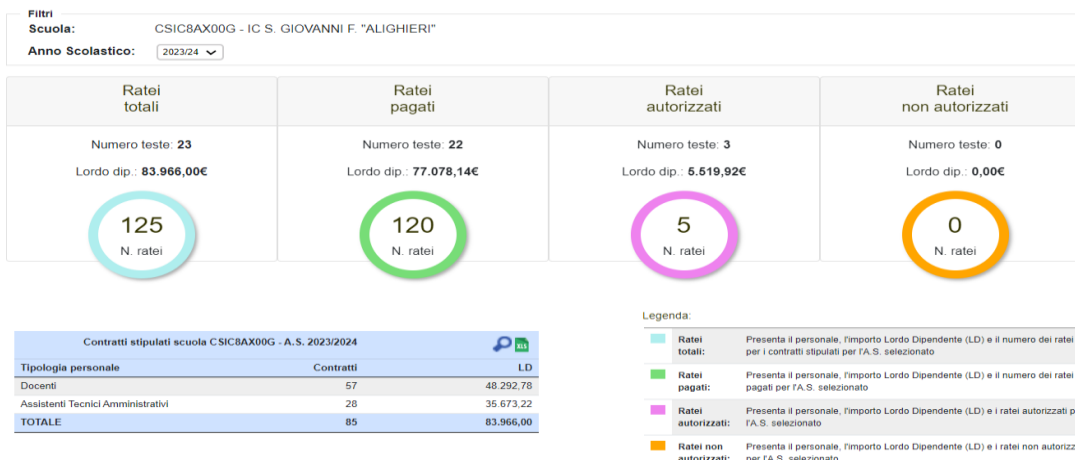 Filtri
Scuola: CSIC8AX00G - IC S. GIOVANNI F. "ALIGHIERI"
Anno Scolastico: 2023/24
Ratei totali
Numero teste: 23
Lordo dip.: 83.966,00€
125
N. ratei
Ratei pagati
Numero teste: 22
Lordo dip.: 77.078,14€
120
N. ratei
Ratei autorizzati
Numero teste: 3
Lordo dip.: 5.519,92€
5
N. ratei
Ratei non autorizzati
Numero teste: 0
Lordo dip.: 0,00€
0
N. ratei
Contratti stipulati scuola CSIC8AX00G - A.S. 2023/2024
XLS
Tipologia personale Contratti LD
Docenti 57 48.292,78
Assistenti Tecnici Amministrativi 28 35.673,22
TOTALE 85 83.966,00
Legenda:
Ratei totali: Presenta il personale, l'importo Lordo Dipendente (LD) e il numero dei ratei
per i contratti stipulati per l'A.S. selezionato
Ratei pagati: Presenta il personale, l'importo Lordo Dipendente (LD) e il numero dei ratei
pagati per l'A.S. selezionato
Ratei autorizzati: Presenta il personale, l'importo Lordo Dipendente (LD) e i ratei autorizzati p
l'A.S. selezionato
Ratei non autorizzati: Presenta il personale, l'importo Lordo Dipendente (LD) e i ratei non autorizz
per l'A.S. selezionato